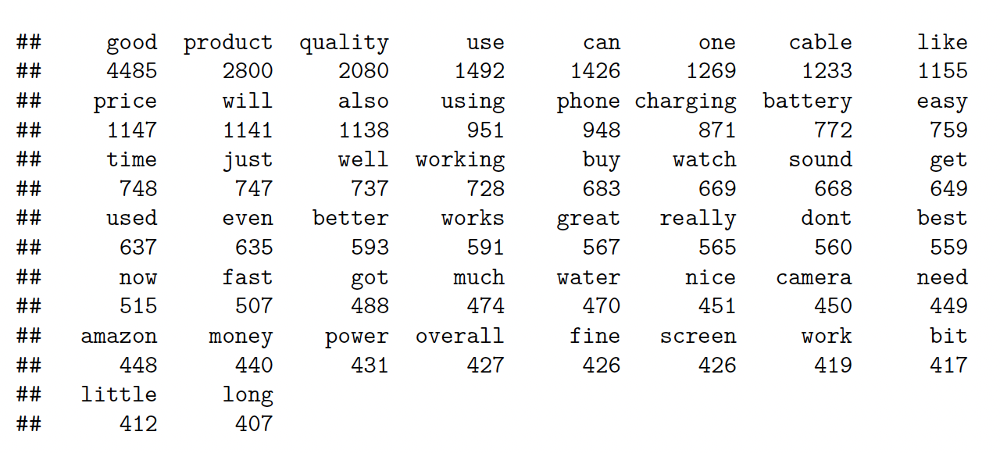 ## good product quality use can one cable like
## 4485 2800 2080 1492 1426 1269 1233 1155
## price will also using phone charging battery easy
## 1147 1141 1138 951 948 871 772 759
## time just well working buy watch sound get
## 748 747 737 728 683 669 668 649
## used even better works great really dont best
## 637 635 593 591 567 565 560 559
## now fast got much water nice camera need
## 515 507 488 474 470 451 450 449
## amazon money power overall fine screen work bit
## 448 440 431 427 426 426 419 417
## little long
## 412 407